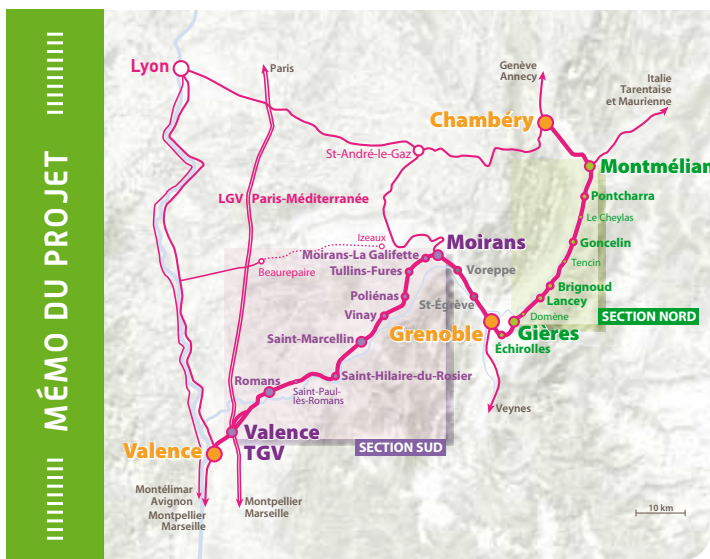 MÉMO DU PROJET
Lyon
Paris
Genève
Annecy
Italie
Tarentaise
et Maurienne
Chambéry
St-André-le-Gaz
Montmélian
LGV Paris-Méditerranée
Pontcharra
Le Cheylas
Izeaux
Moirans
Goncelin
Moirans-La Galifette
Beaurepaire
Tullins-Fures
Voreppe
Tencin
Poliénas
St-Égrève
Brignoud
Vinay
Lancey
Domène
SECTION NORD
Grenoble
Gières
Saint-Marcellin
Échirolles
Saint-Hilaire-du-Rosier
Romans
Saint-Paul-
lès-Romans
Veynes
Valence
TGV
SECTION SUD
Valence
Montélimar
Avignon
Montpellier
Marseille
Montpellier
Marseille
10 km